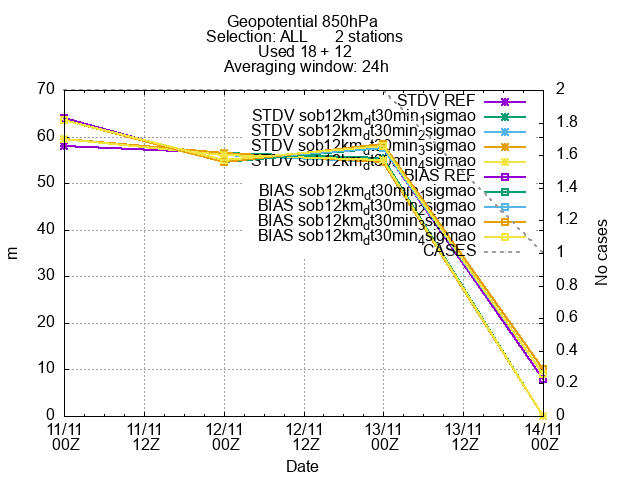 Geopotential 850hPa
Selection: ALL 2 stations
Used 18 + 12
Averaging window: 24h
STDV REF
STDV sob12km_dt30min_1sigmao
STDV sob12km_dt30min_2sigmao
STDV sob12km_dt30min_3sigmao
STDV sob12km_dt30min_4sigmao
BIAS REF
BIAS sob12km_dt30min_1sigmao
BIAS sob12km_dt30min_2sigmao
BIAS sob12km_dt30min_3sigmao
BIAS sob12km_dt30min_4sigmao
CASES
70
60
50
40
30
20
10
0
m
2
1.8
1.6
1.4
1.2
1
0.8
0.6
0.4
0.2
0
No cases
11/11 11/11 12/11 12/11 13/11 13/11 14/11
00Z 12Z 00Z 12Z 00Z 12Z 00Z
Date